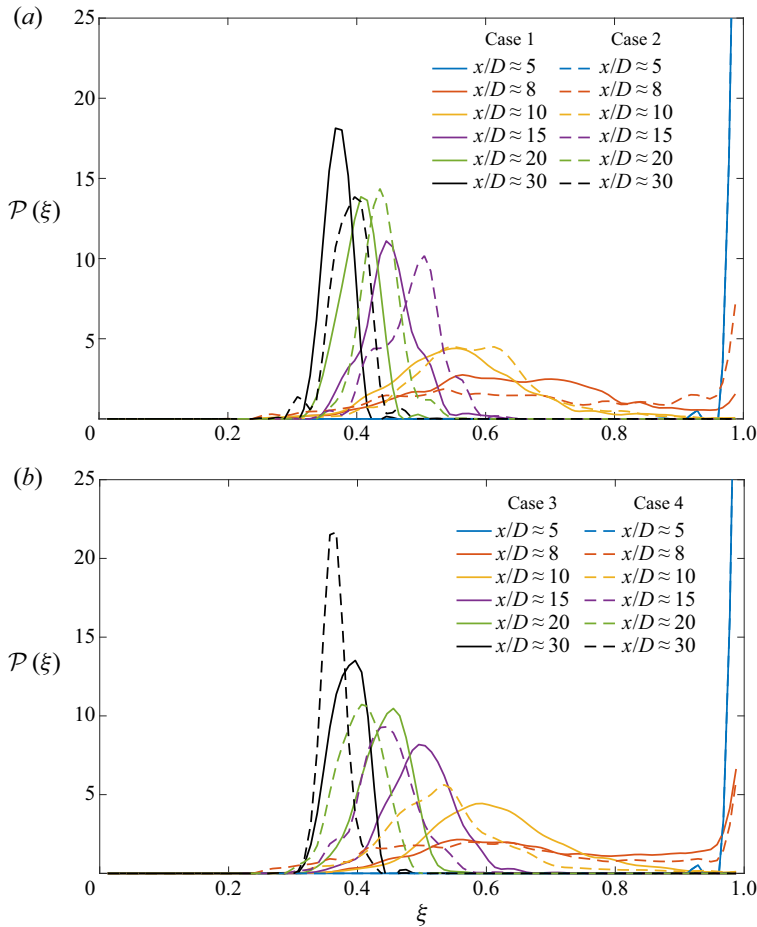 (a)
25
20
15
10
5
P (ξ)
Case 1 Case 2
x/D ≈ 5 x/D ≈ 5
x/D ≈ 8 x/D ≈ 8
x/D ≈ 10 x/D ≈ 10
x/D ≈ 15 x/D ≈ 15
x/D ≈ 20 x/D ≈ 20
x/D ≈ 30 x/D ≈ 30
0 0.2 0.4 0.6 0.8 1.0
(b)
25
20
15
10
5
P (ξ)
Case 3 Case 4
x/D ≈ 5 x/D ≈ 5
x/D ≈ 8 x/D ≈ 8
x/D ≈ 10 x/D ≈ 10
x/D ≈ 15 x/D ≈ 15
x/D ≈ 20 x/D ≈ 20
x/D ≈ 30 x/D ≈ 30
0 0.2 0.4 0.6 0.8 1.0
ξ